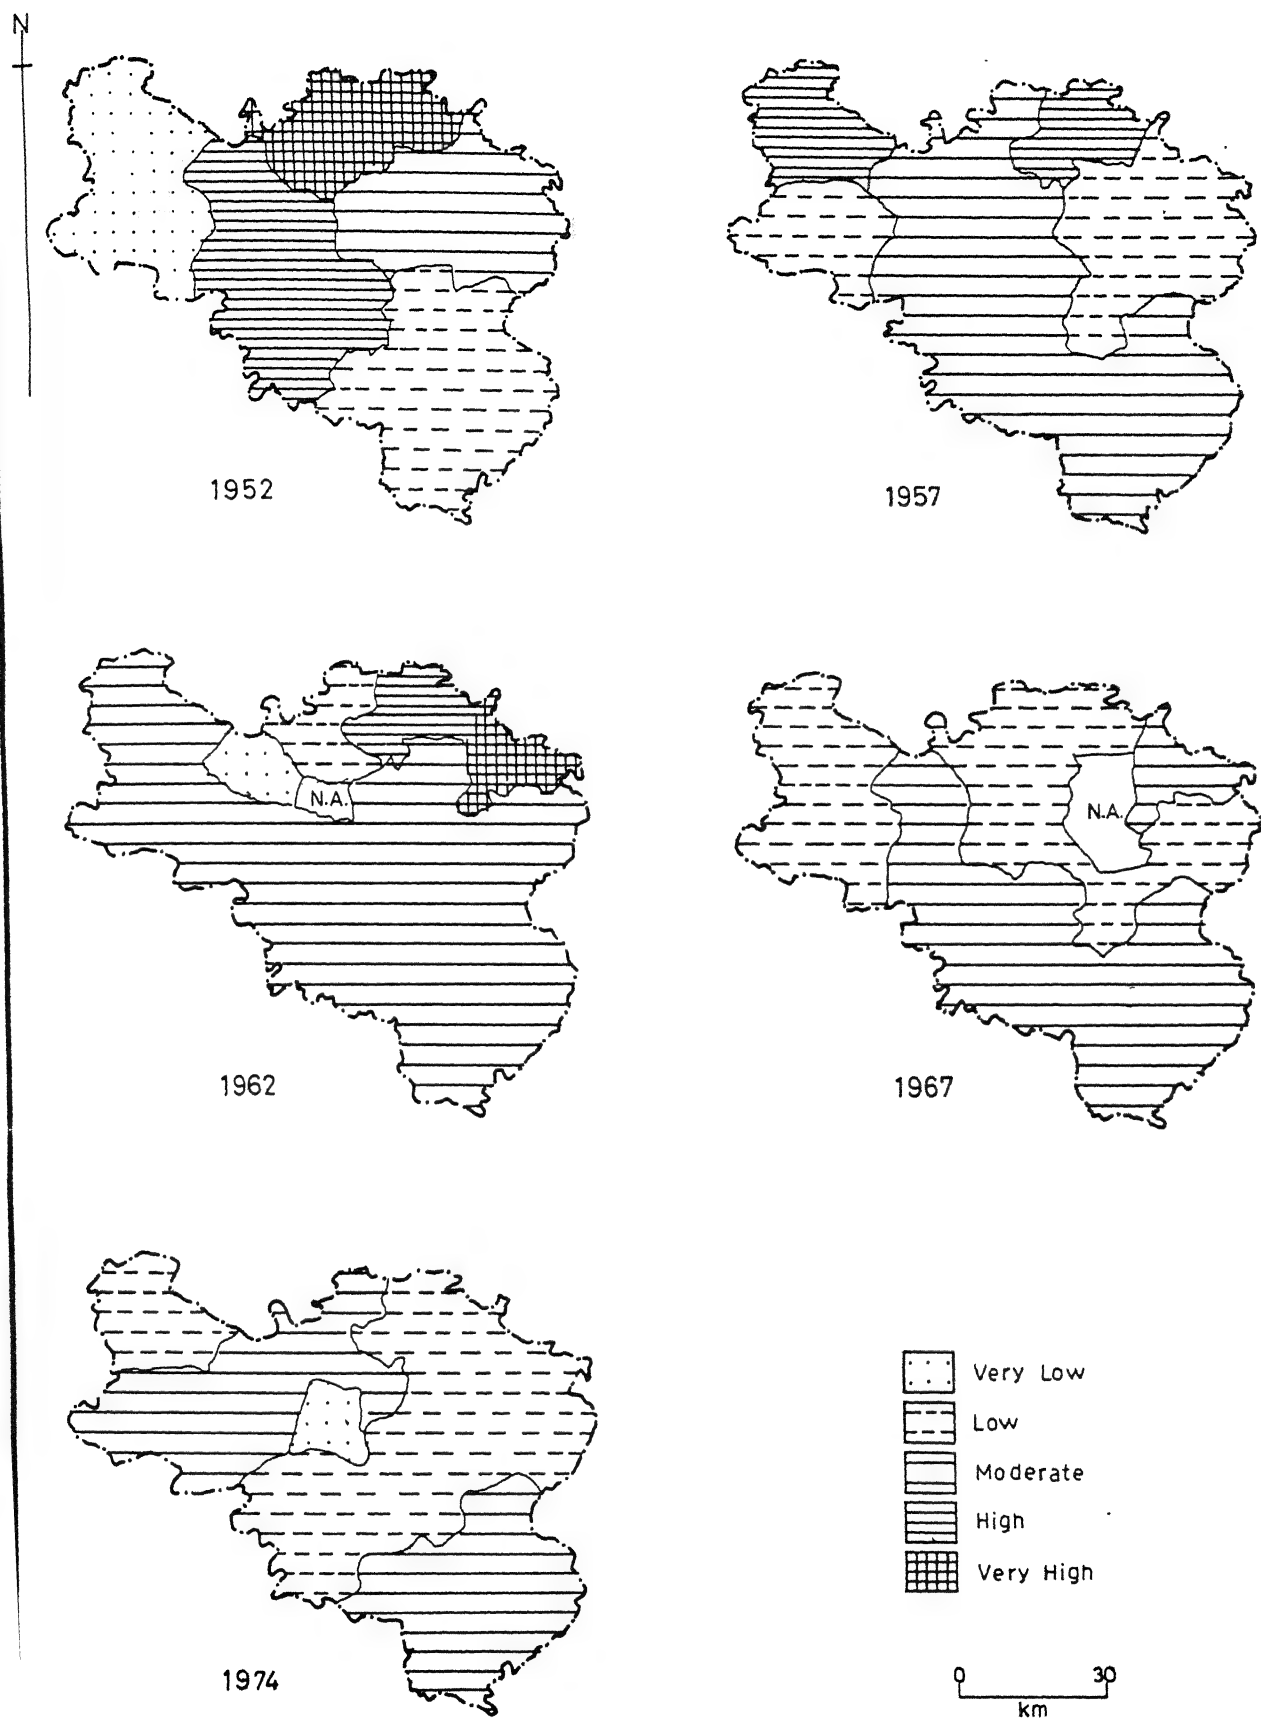 N
1952
1957
N.A.
1962
N.A.
1967
1974
Very Low
Low
Moderate
High
Very High
0 30
km